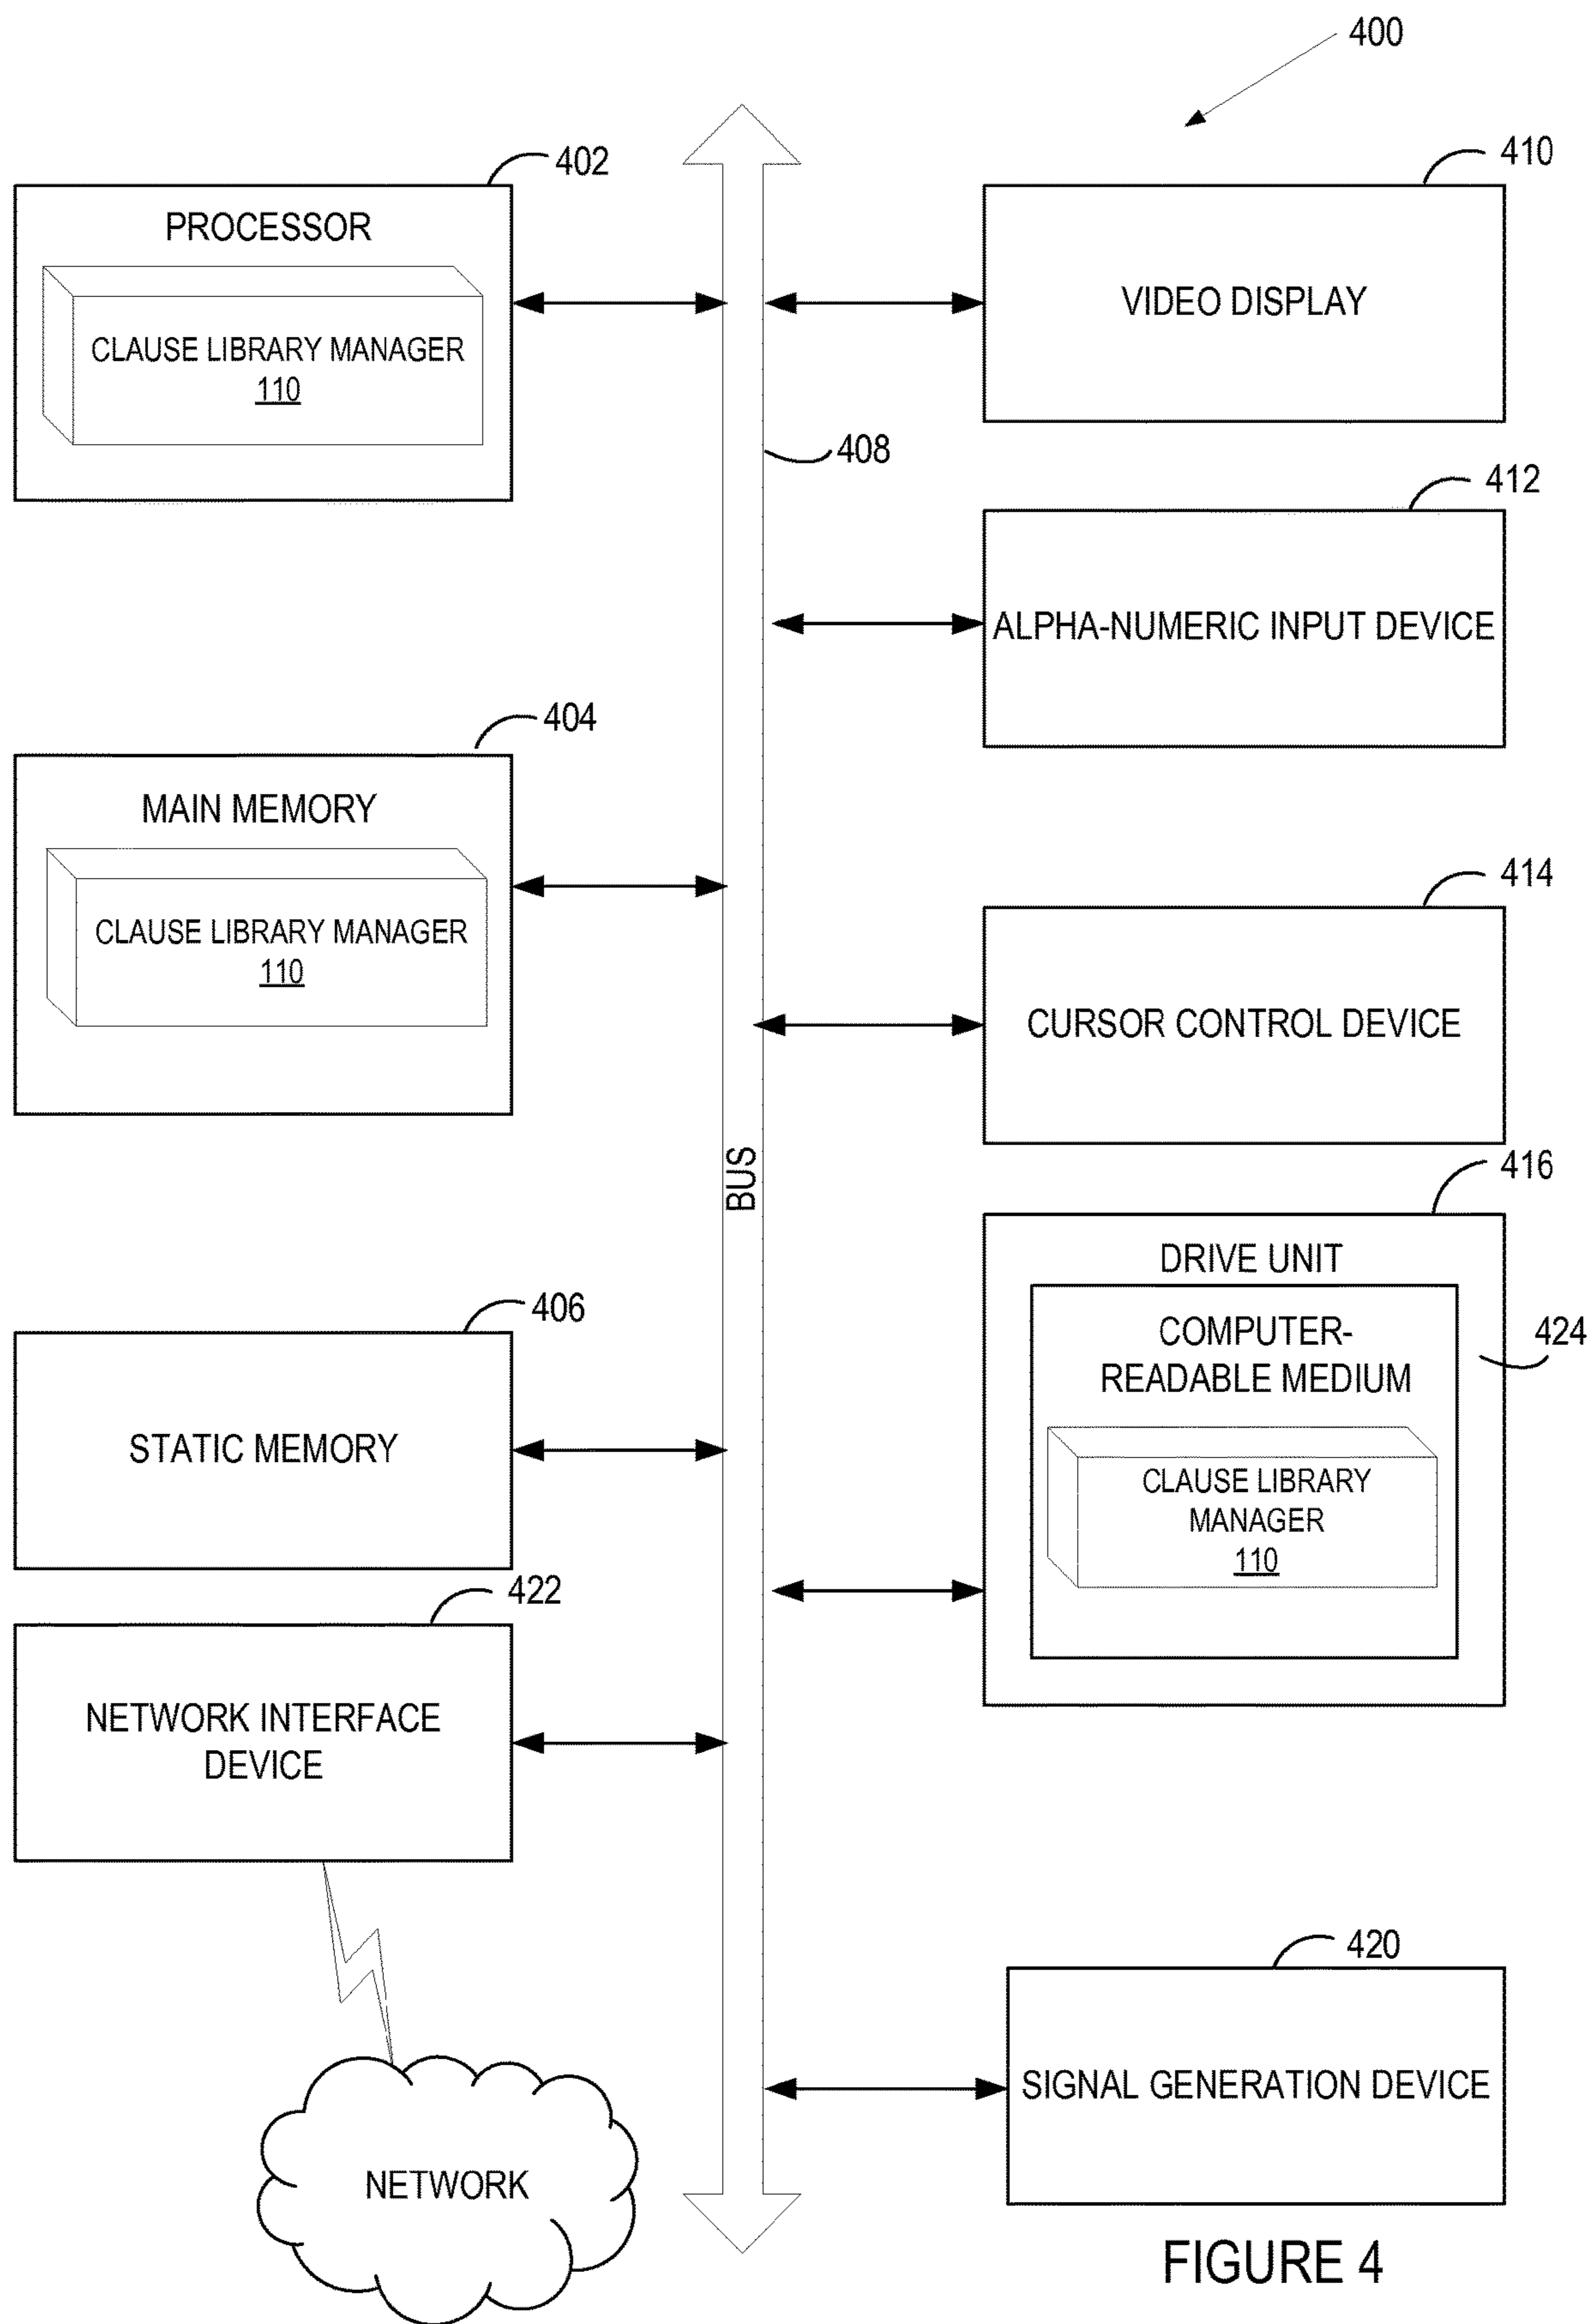 400
402
PROCESSOR
CLAUSE LIBRARY MANAGER
110
404
MAIN MEMORY
CLAUSE LIBRARY MANAGER
110
406
STATIC MEMORY
422
NETWORK INTERFACE
DEVICE
NETWORK
408
BUS
410
VIDEO DISPLAY
412
ALPHA-NUMERIC INPUT DEVICE
414
CURSOR CONTROL DEVICE
416
DRIVE UNIT
424
COMPUTER-
READABLE MEDIUM
CLAUSE LIBRARY
MANAGER
110
420
SIGNAL GENERATION DEVICE
FIGURE 4